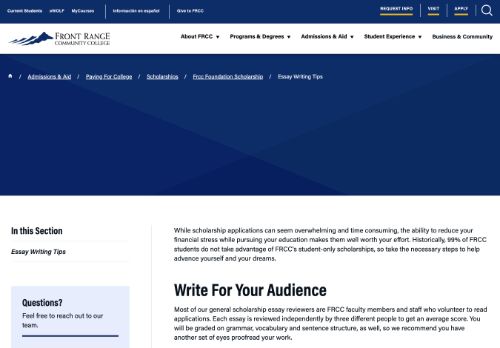 Current Students eWOLF MyCourses Información en español Give to FRCC REQUEST INFO VISIT APPLY
FRONT RANGE
COMMUNITY COLLEGE
About FRCC ▼ Programs & Degrees ▼ Admissions & Aid ▼ Student Experience ▼ Business & Community
/ Admissions & Aid / Paying For College / Scholarships / Frcc Foundation Scholarship / Essay Writing Tips
In this Section
Essay Writing Tips
Questions?
Feel free to reach out to our
team.
While scholarship applications can seem overwhelming and time consuming, the ability to reduce your
financial stress while pursuing your education makes them well worth your effort. Historically, 99% of FRCC
students do not take advantage of FRCC's student-only scholarships, so take the necessary steps to help
advance yourself and your dreams.
Write For Your Audience
Most of our general scholarship essay reviewers are FRCC faculty members and staff who volunteer to read
applications. Each essay is reviewed independently by three different people to get an average score. You
will be graded on grammar, vocabulary and sentence structure, as well, so we recommend you have
another set of eyes proofread your work.